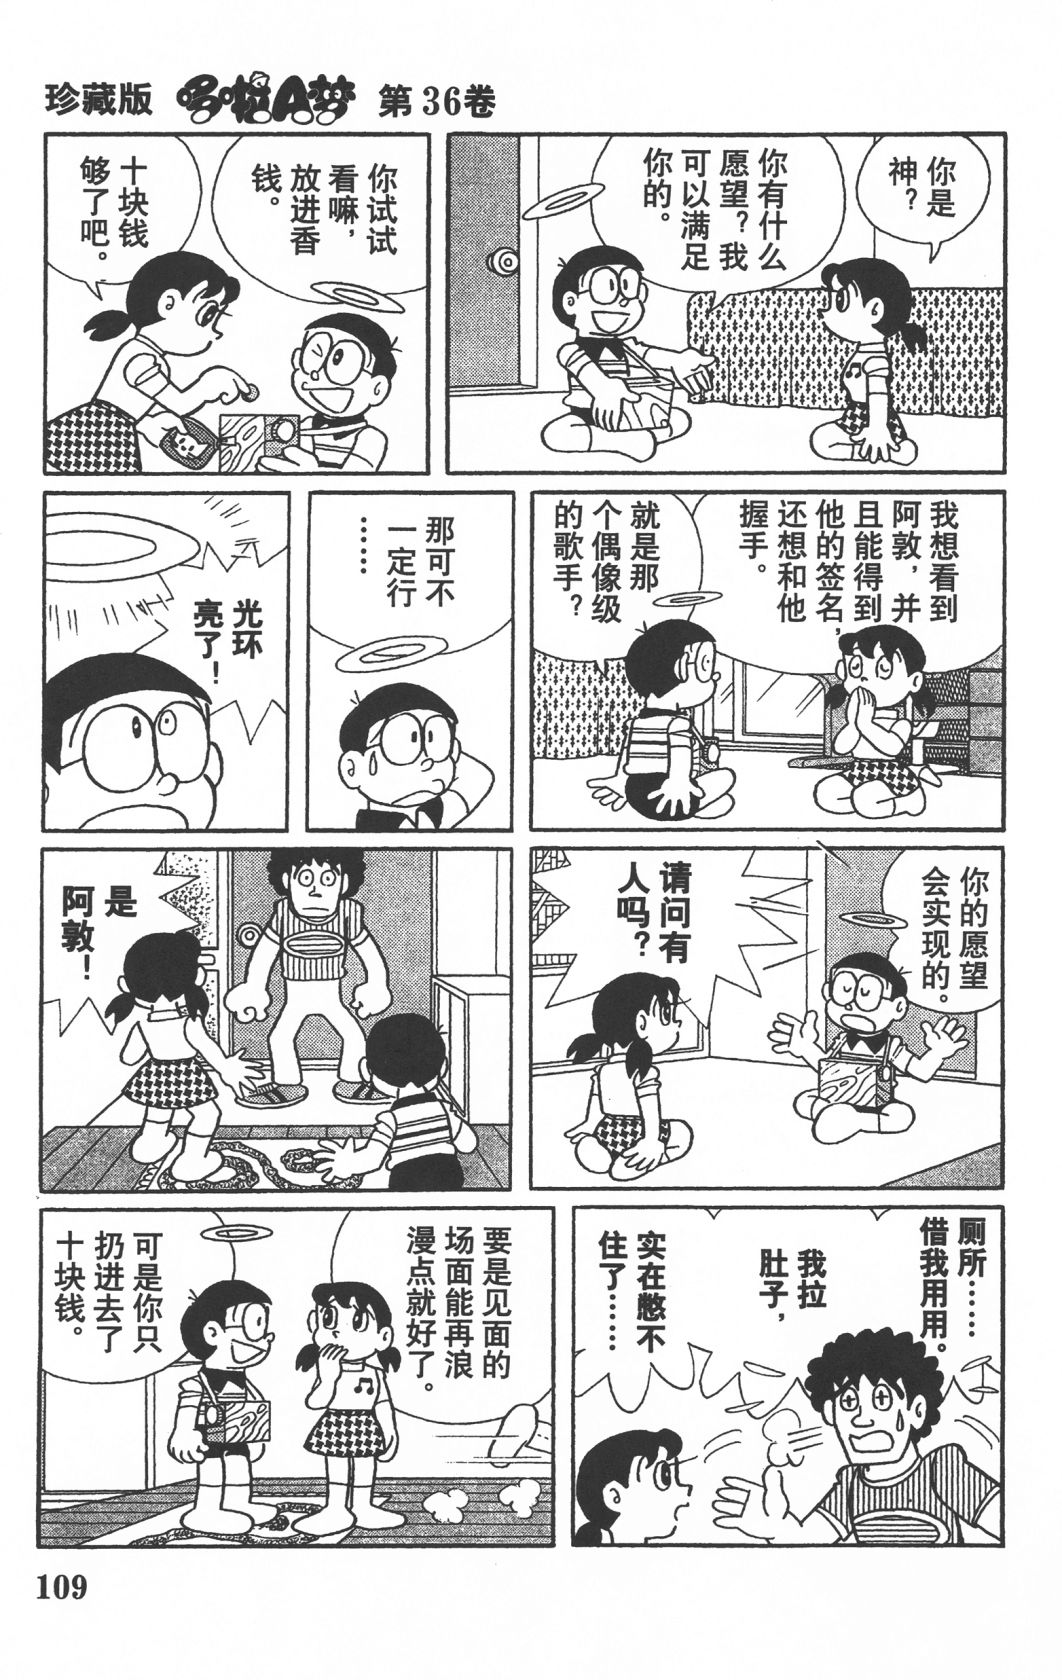 珍藏版 哆啦A梦 第36卷
你是
神？
你有什么
愿望？我
可以满足
你的。
你试试
看嘛，
放进香
钱。
十块钱
够了吧。
我想看到
阿敦，并
且能得到
他的签名，
还想和他
握手。
就是那
个偶像级
的歌手？
那可不
一定行
……
光环
亮了！
你的愿望
会实现的。
请问有
人吗？
是
阿敦！
厕所……
借我用用。
我拉
肚子，
实在憋不
住了……
要是见面的
场面能再浪
漫点就好了。
可是你只
扔进去了
十块钱。
109